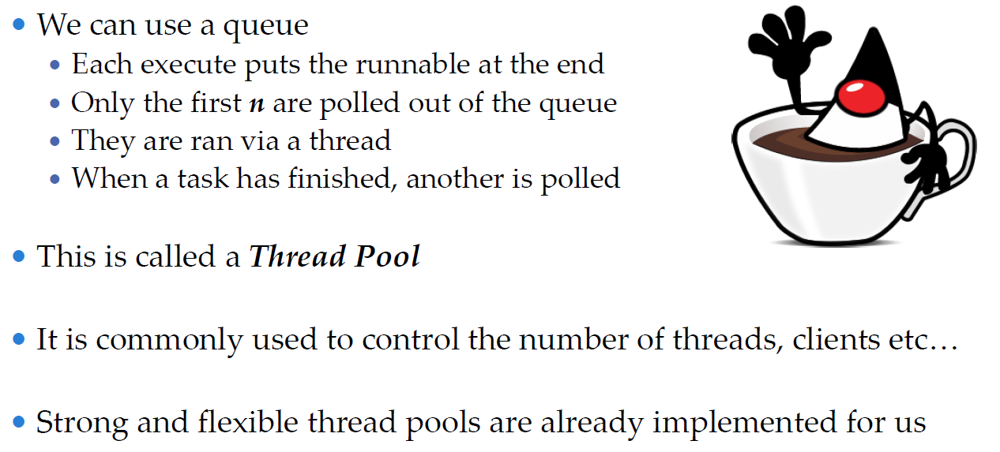 We can use a queue
Each execute puts the runnable at the end
Only the first n are polled out of the queue
They are ran via a thread
When a task has finished, another is polled
This is called a Thread Pool
It is commonly used to control the number of threads, clients etc…
Strong and flexible thread pools are already implemented for us